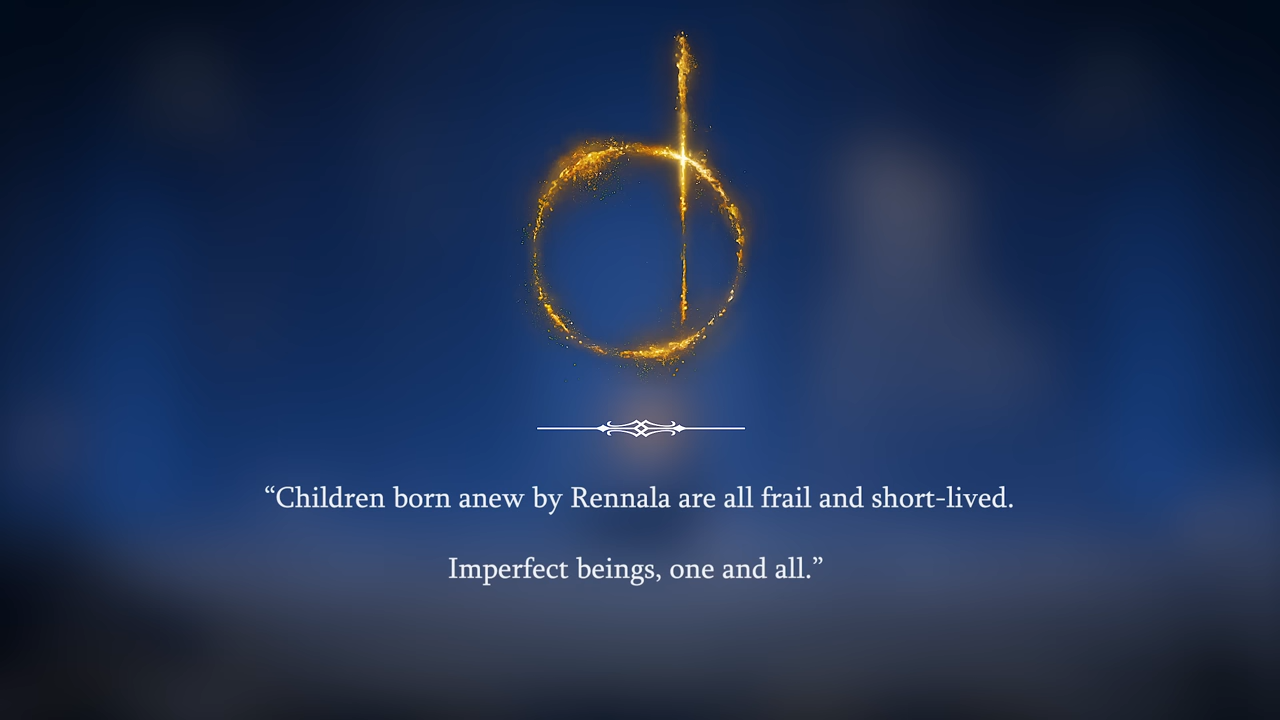 “Children born anew by Rennala are all frail and short-lived.
Imperfect beings, one and all.”